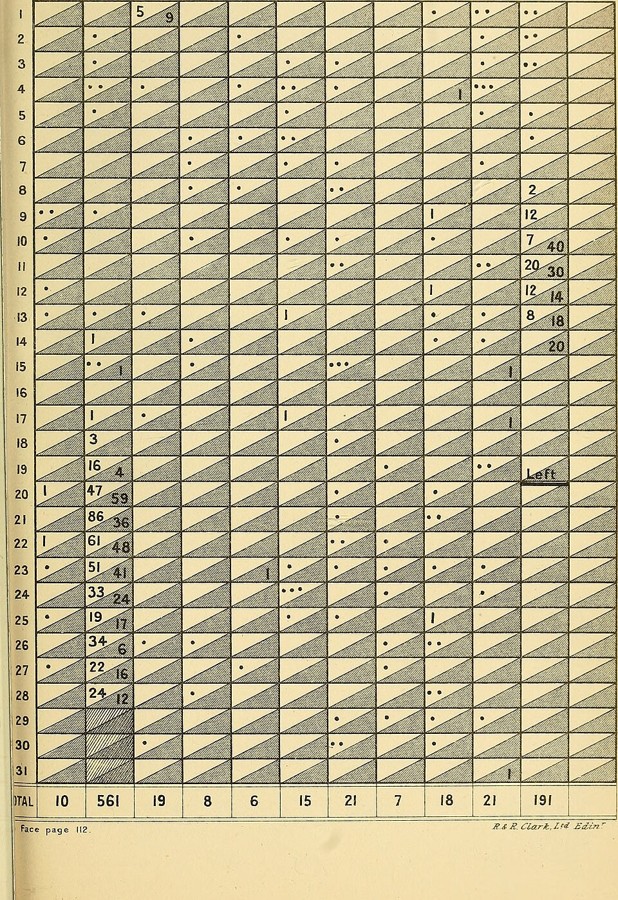 1 5 9
2
3
4 1
5
6
7
8 2
9 1 12
10 7 40
11 20 30
12 1 12 14
13 1 8 18
14 1 20
15 1 1
16
17 1 1 1
18 3
19 16 4 Left
20 1 47 59
21 86 36
22 1 61 48
23 51 41 1
24 33 24
25 19 17 1
26 34 6
27 22 16
28 24 12
29
30
31 1
OTAL 10 561 19 8 6 15 21 7 18 21 191
Face page 112. R & R. Clark, Ltd Edinr